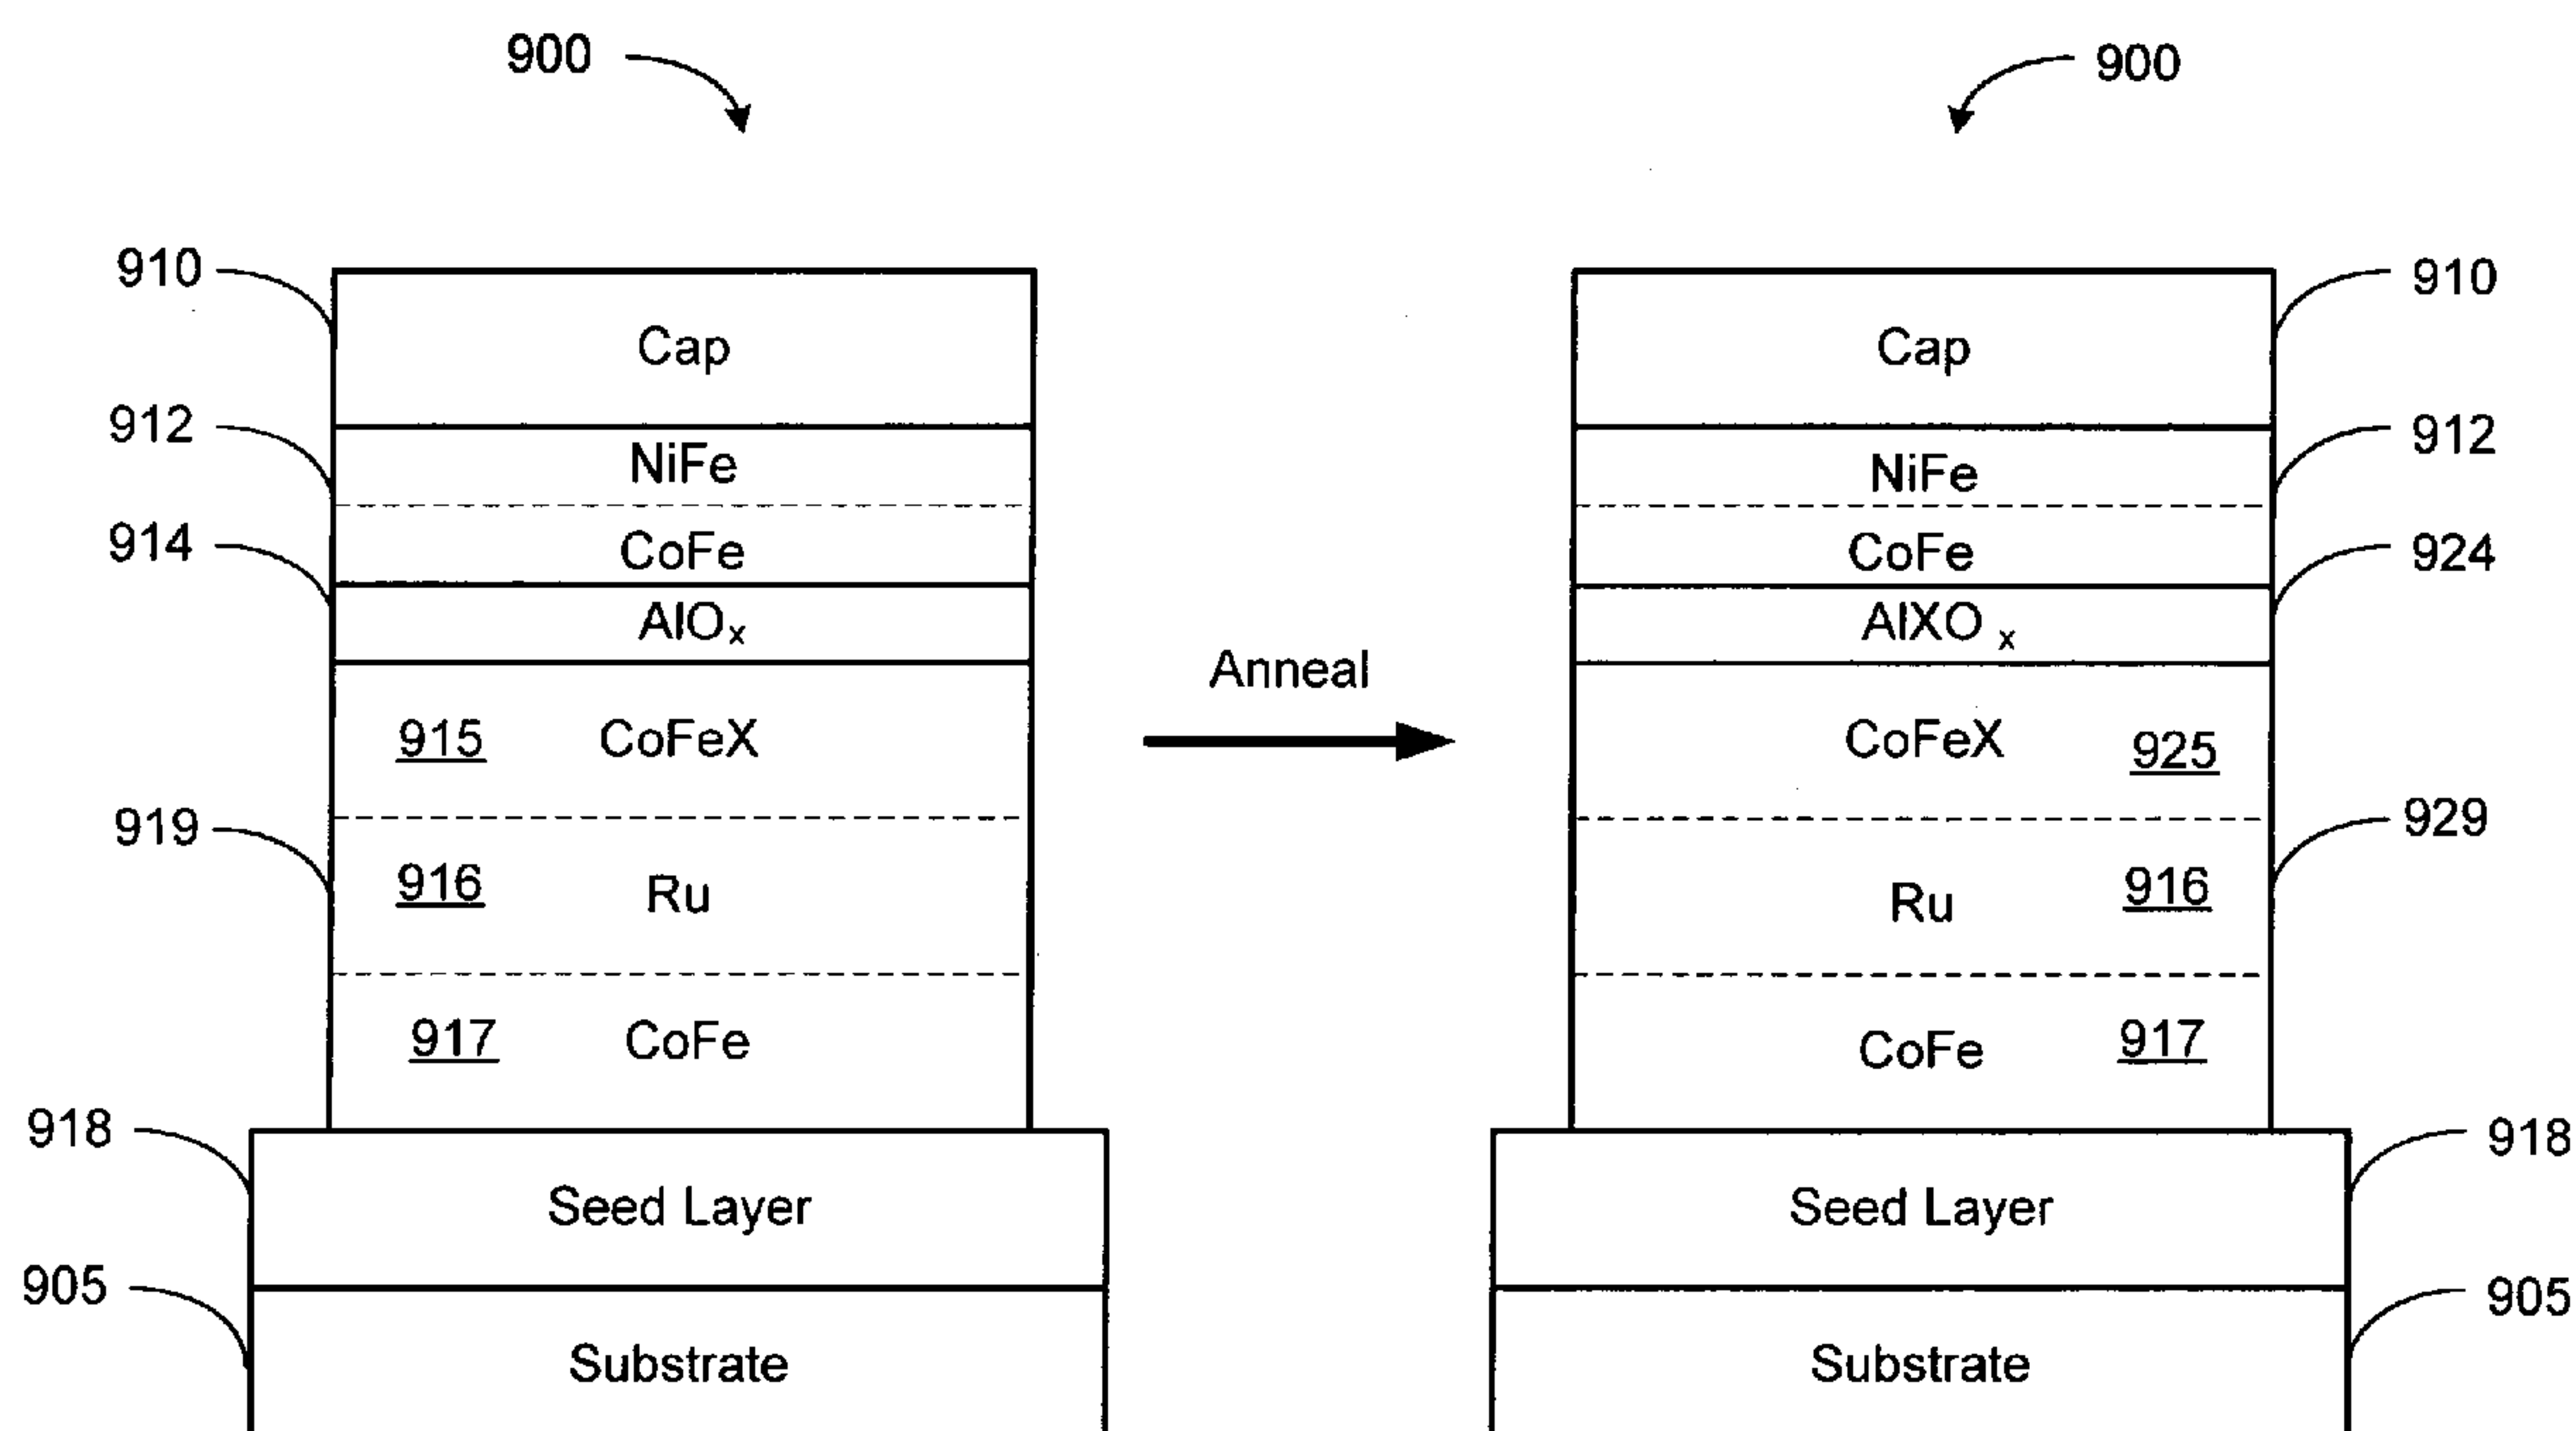 900
910
Cap
912
NiFe
914
CoFe
AlOₓ
915 CoFeX
919
916 Ru
917 CoFe
918
Seed Layer
905
Substrate
Anneal
900
Cap
910
NiFe
912
CoFe
924
AlXO ₓ
CoFeX 925
929
Ru 916
CoFe 917
918
Seed Layer
905
Substrate